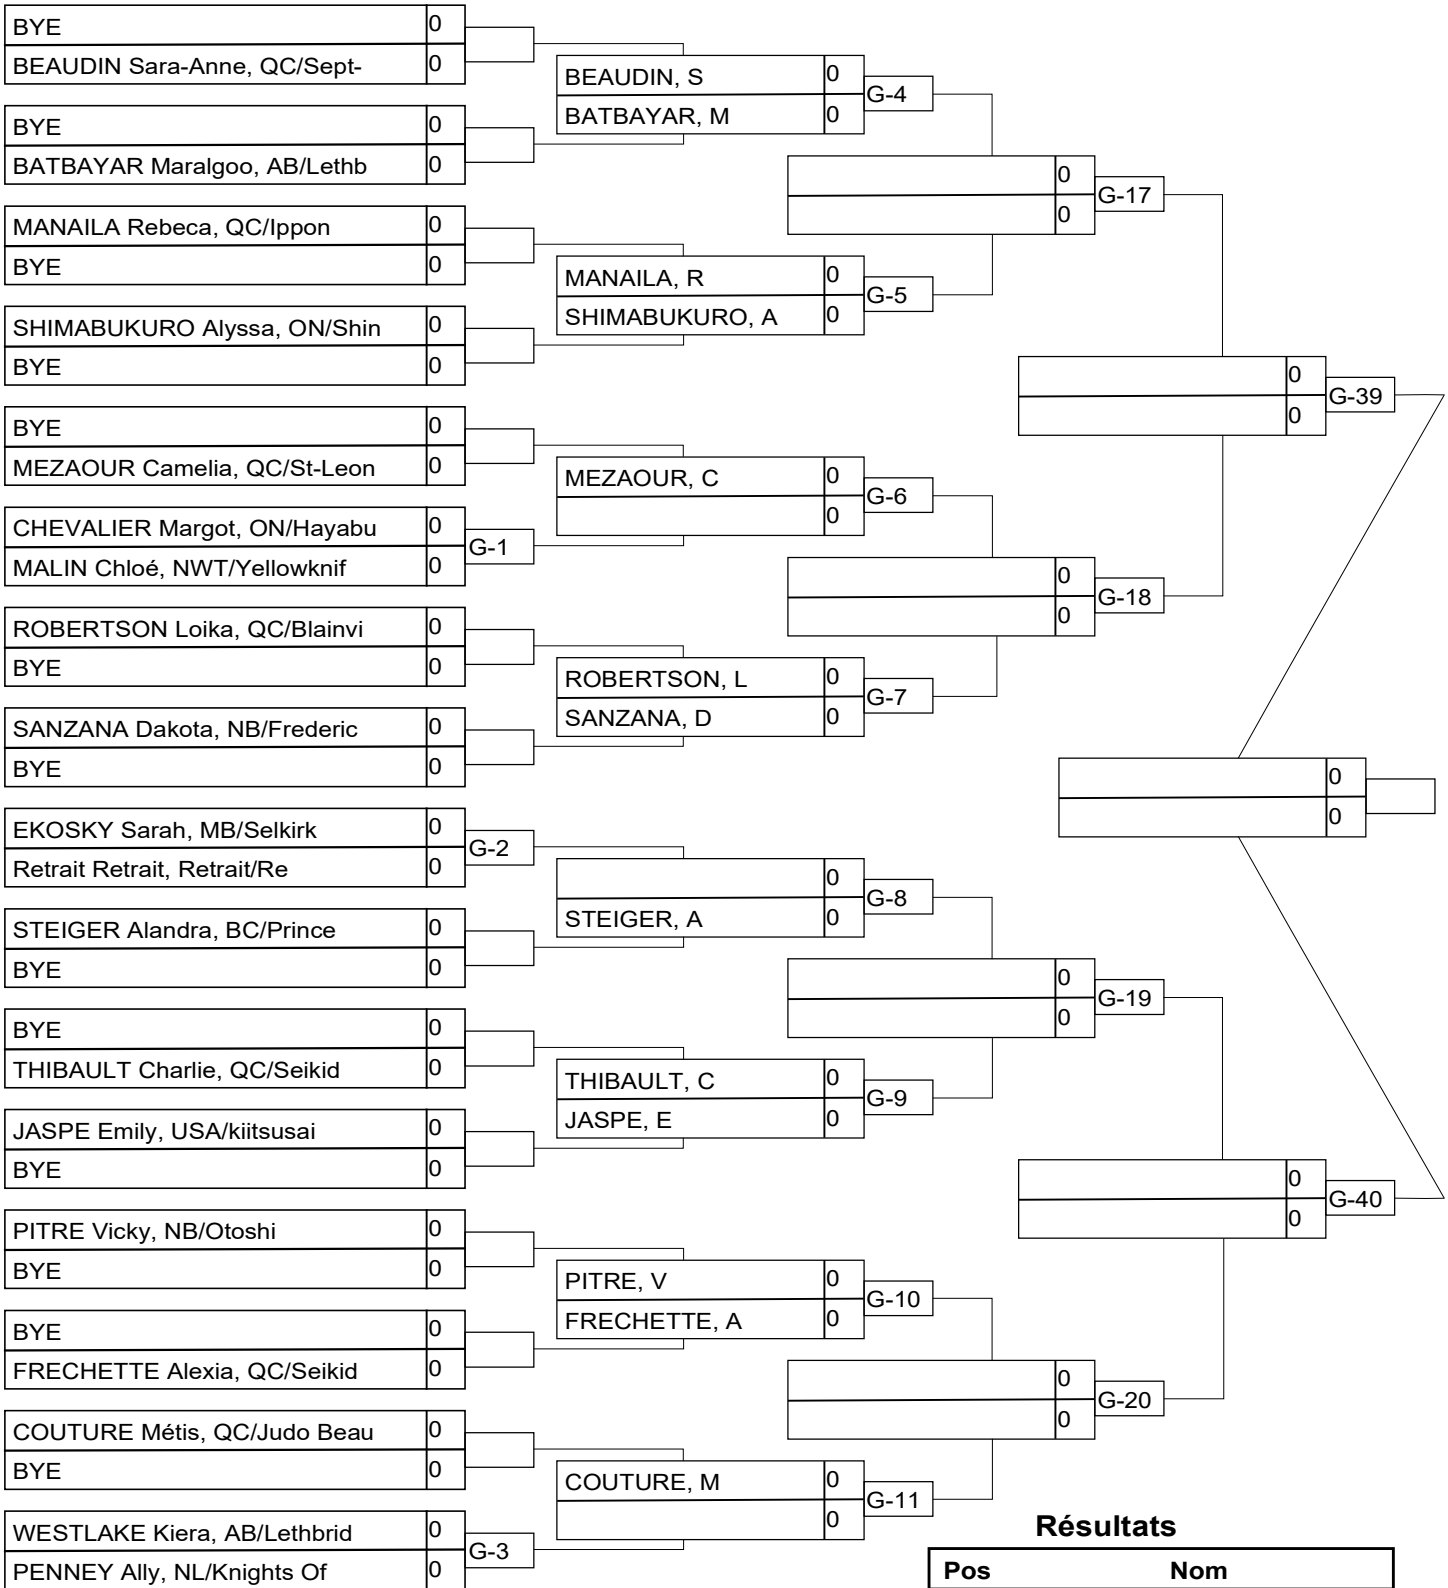 BYE 0
BEAUDIN Sara-Anne, QC/Sept- 0
BYE 0
BATBAYAR Maralgoo, AB/Lethb 0
MANAILA Rebeca, QC/Ippon 0
BYE 0
SHIMABUKURO Alyssa, ON/Shin 0
BYE 0
BYE 0
MEZAOUR Camelia, QC/St-Leon 0
CHEVALIER Margot, ON/Hayabu 0
G-1
MALIN Chloé, NWT/Yellowknif 0
ROBERTSON Loika, QC/Blainvi 0
BYE 0
SANZANA Dakota, NB/Frederic 0
BYE 0
EKOSKY Sarah, MB/Selkirk 0
G-2
Retrait Retrait, Retrait/Re 0
STEIGER Alandra, BC/Prince 0
BYE 0
BYE 0
THIBAULT Charlie, QC/Seikid 0
JASPE Emily, USA/kiitsusai 0
BYE 0
PITRE Vicky, NB/Otoshi 0
BYE 0
BYE 0
FRECHETTE Alexia, QC/Seikid 0
COUTURE Métis, QC/Judo Beau 0
BYE 0
WESTLAKE Kiera, AB/Lethbrid 0
G-3
PENNEY Ally, NL/Knights Of 0
BEAUDIN, S 0
G-4
BATBAYAR, M 0
MANAILA, R 0
G-5
SHIMABUKURO, A 0
MEZAOUR, C 0
G-6
0
ROBERTSON, L 0
G-7
SANZANA, D 0
0
G-8
STEIGER, A 0
THIBAULT, C 0
G-9
JASPE, E 0
PITRE, V 0
G-10
FRECHETTE, A 0
COUTURE, M 0
G-11
0
0
G-17
0
0
G-18
0
0
G-19
0
0
G-20
0
0
G-39
0
0
G-40
0
0
0
Résultats
Pos Nom